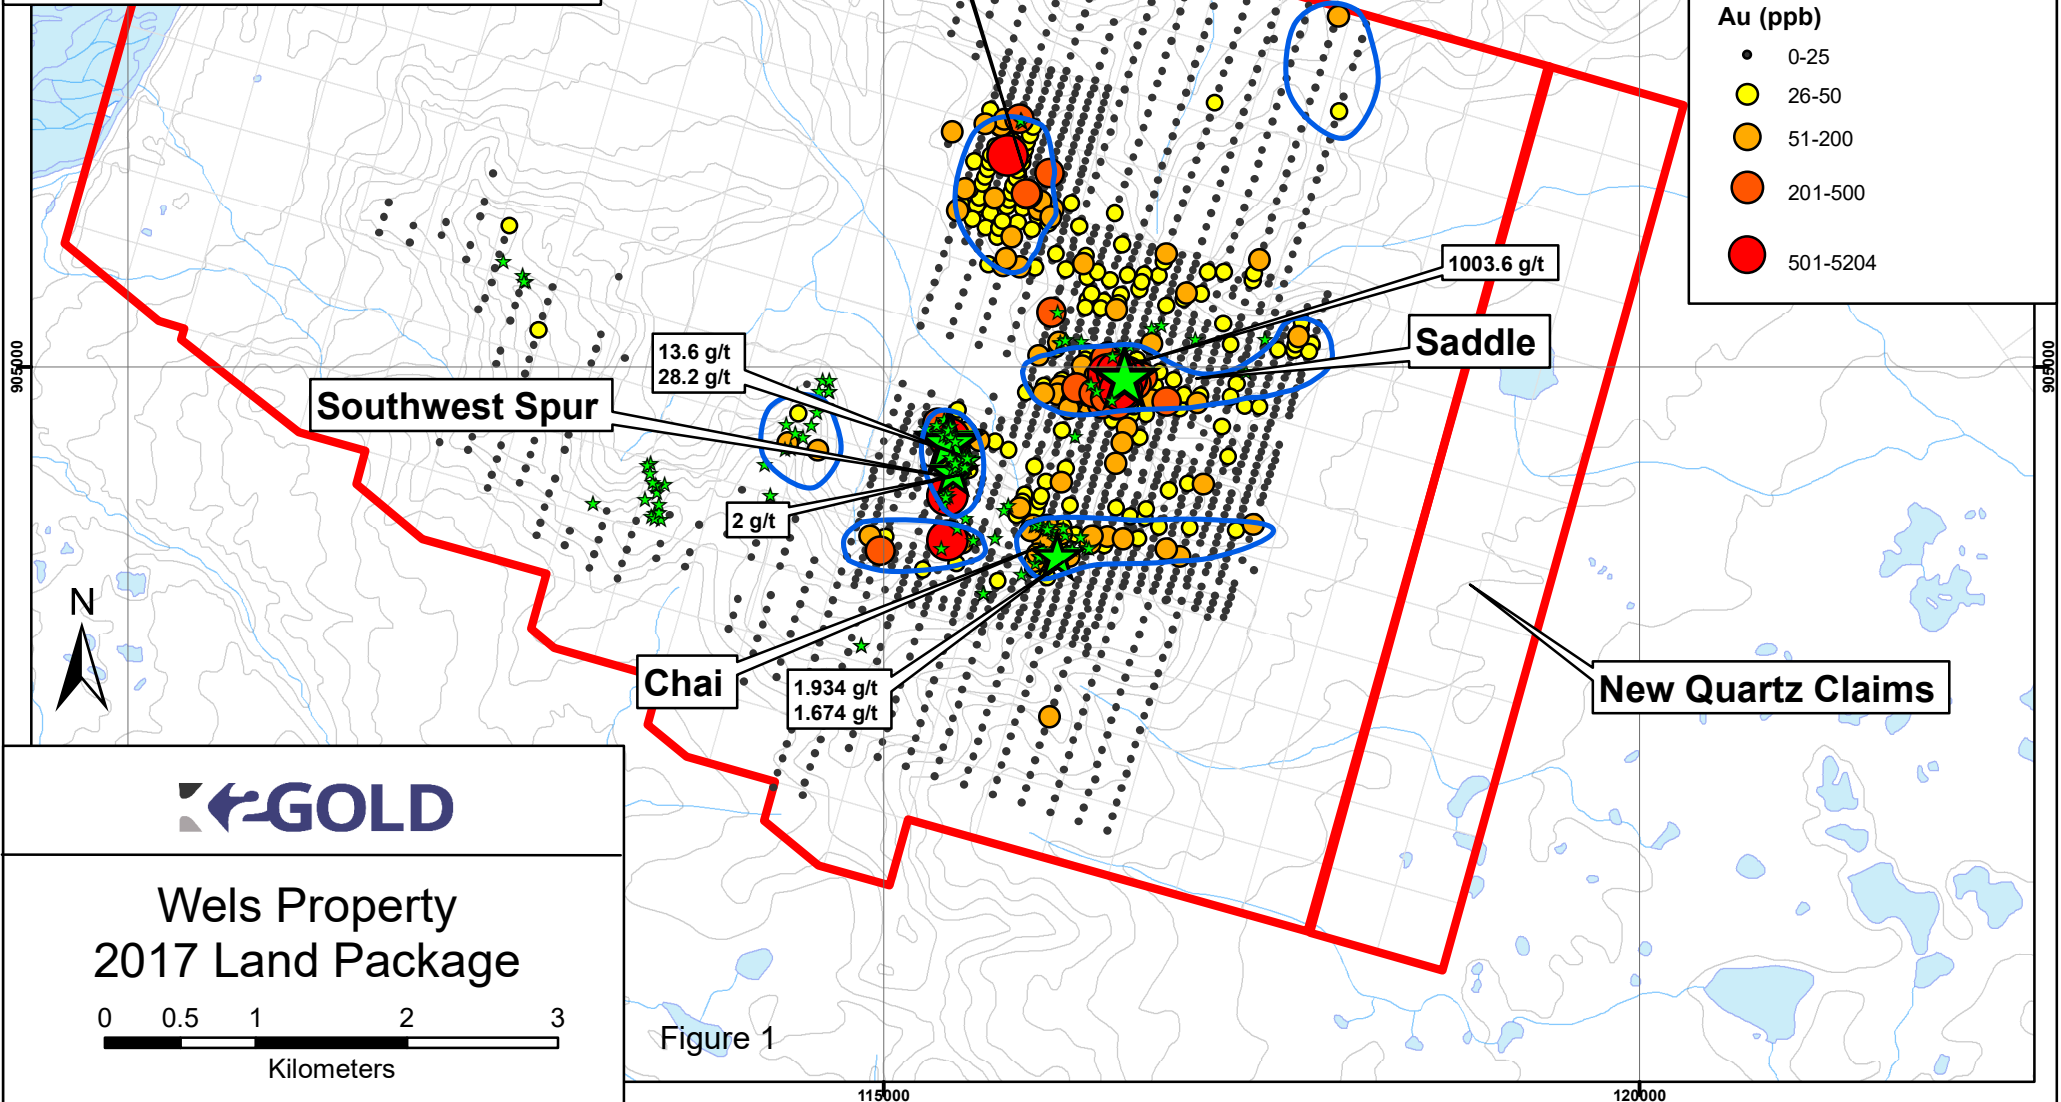 Au (ppb)
0-25
26-50
51-200
201-500
501-5204
1003.6 g/t
Saddle
13.6 g/t
28.2 g/t
Southwest Spur
2 g/t
Chai
1.934 g/t
1.674 g/t
New Quartz Claims
905000
905000
N
GOLD
Wels Property
2017 Land Package
0 0.5 1 2 3
Kilometers
Figure 1
115000
120000